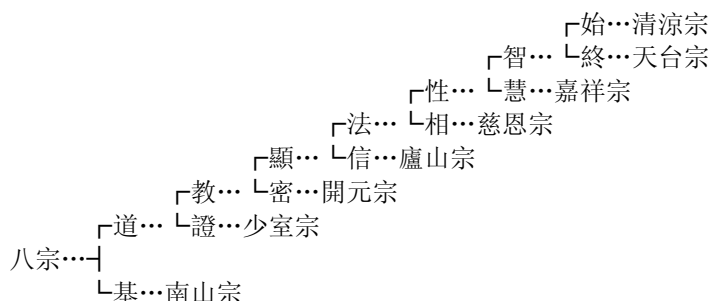 ┌始…清涼宗
┌智… └終…天台宗
┌性… └慧…嘉祥宗
┌法… └相…慈恩宗
┌顯… └信…廬山宗
┌教… └密…開元宗
┌道… └證…少室宗
八宗…┤
└基…南山宗